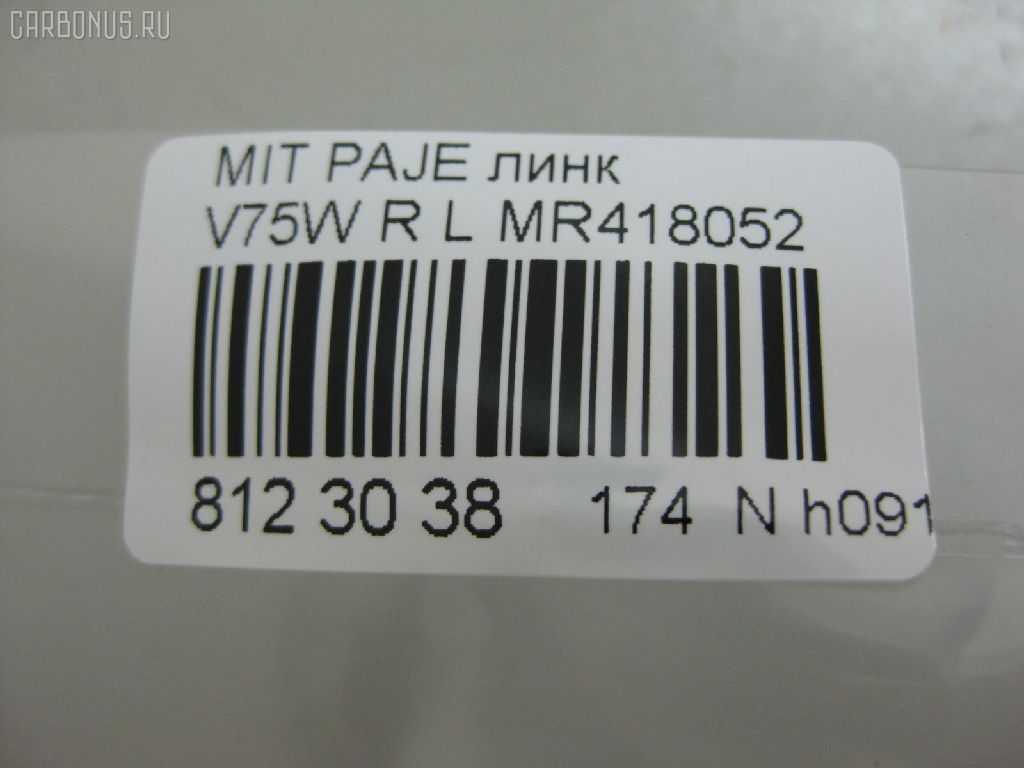 CARBONUS.RU
MIT PAJE линк
V75W R L MR418052
812 30 38 174 N h091